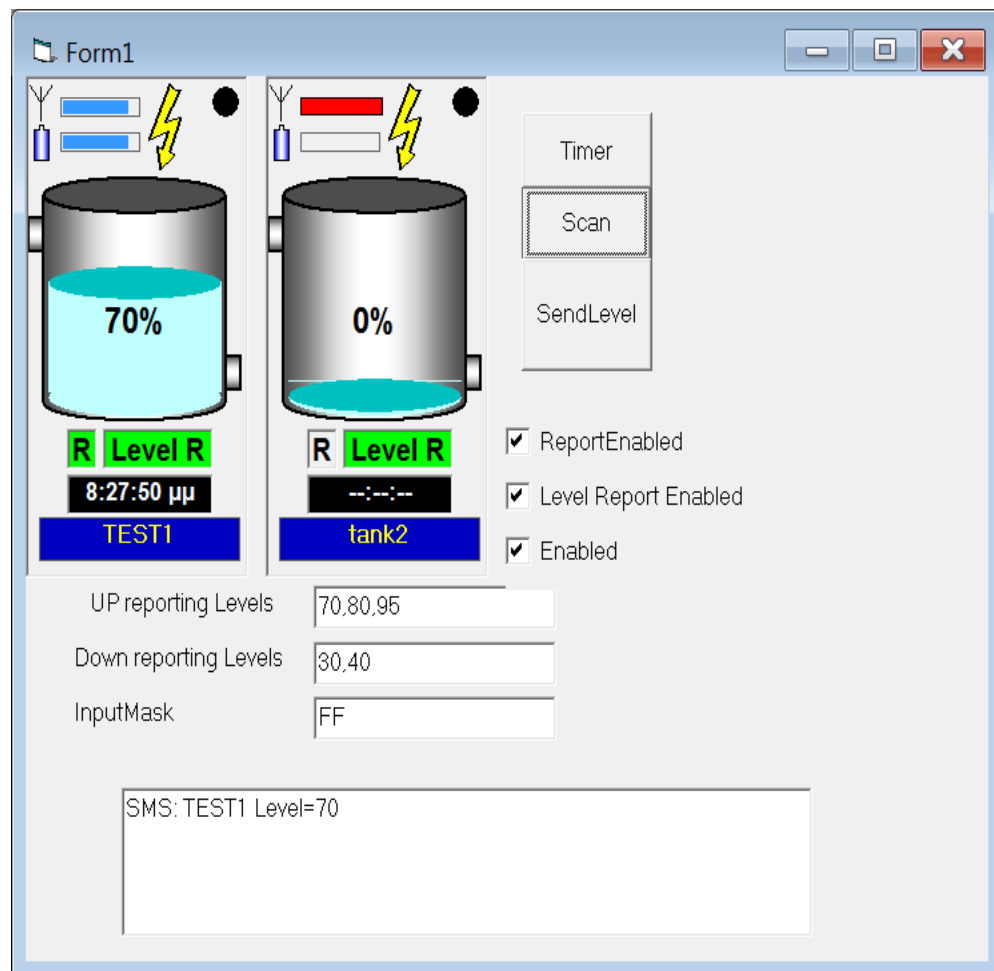 Form1
70%
R Level R
8:27:50 μμ
TEST1
0%
R Level R
--:--:--
tank2
Timer
Scan
SendLevel
ReportEnabled
Level Report Enabled
Enabled
UP reporting Levels 70,80,95
Down reporting Levels 30,40
InputMask FF
SMS: TEST1 Level=70